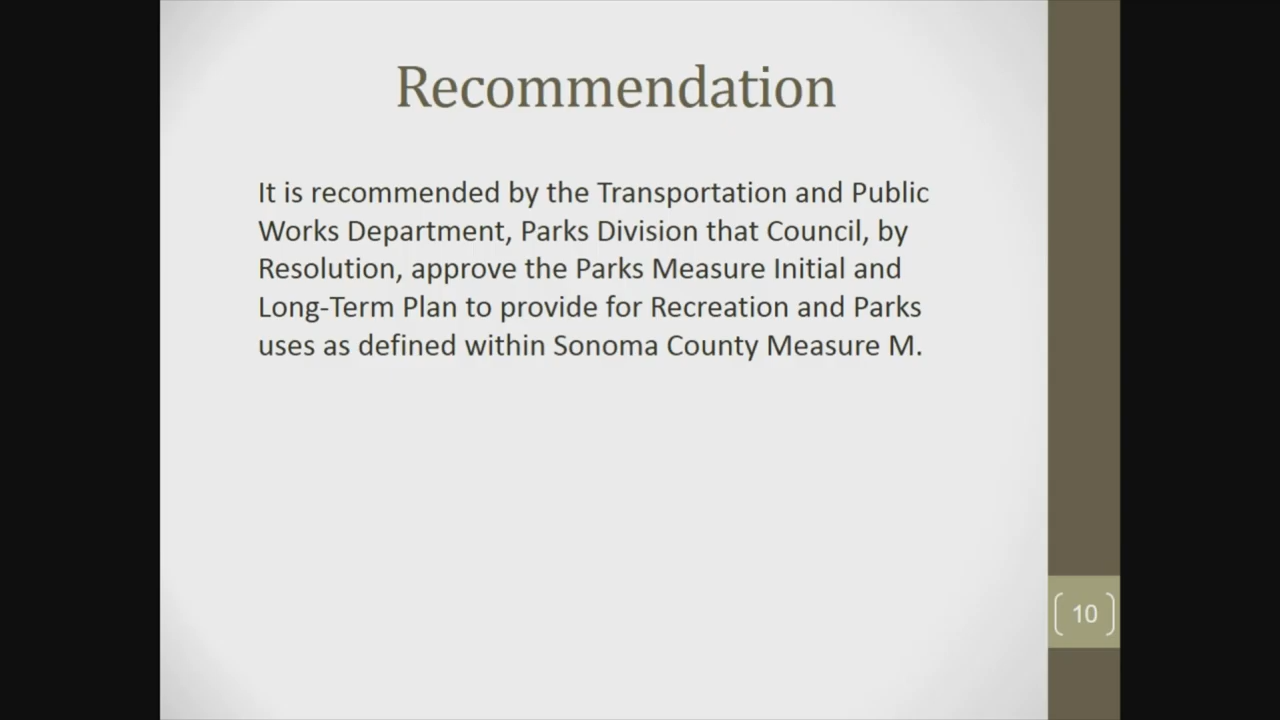 Recommendation
It is recommended by the Transportation and Public
Works Department, Parks Division that Council, by
Resolution, approve the Parks Measure Initial and
Long-Term Plan to provide for Recreation and Parks
uses as defined within Sonoma County Measure M.
10